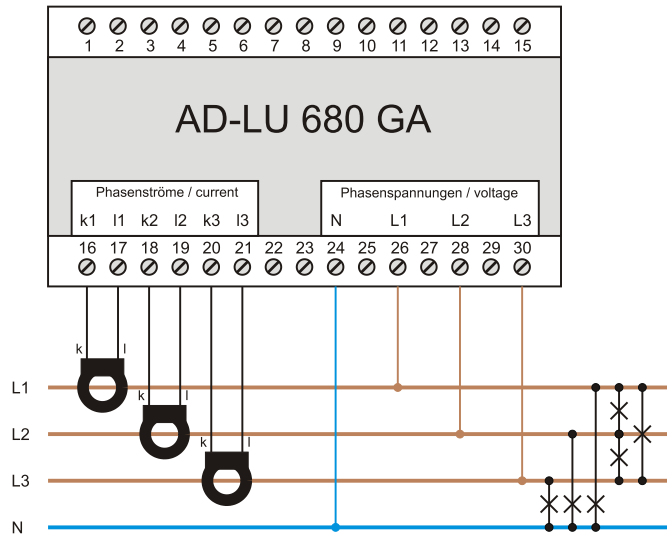 1 2 3 4 5 6 7 8 9 10 11 12 13 14 15
AD-LU 680 GA
Phasenströme / current
k1 l1 k2 l2 k3 l3
Phasenspannungen / voltage
N L1 L2 L3
16 17 18 19 20 21 22 23 24 25 26 27 28 29 30
k l
L1
k l
L2
k l
L3
N